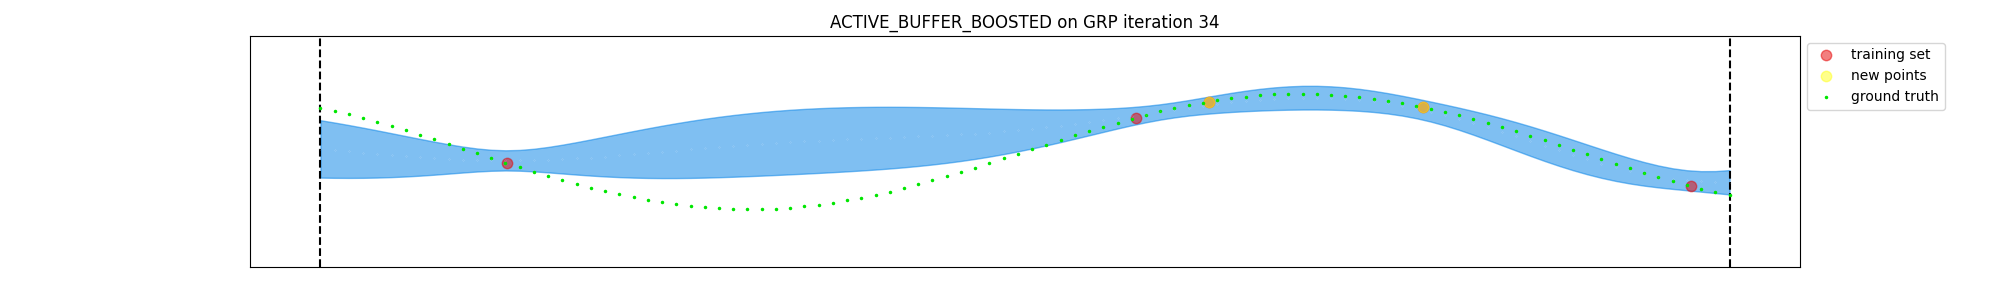 ACTIVE_BUFFER_BOOSTED on GRP iteration 34
training set
new points
ground truth